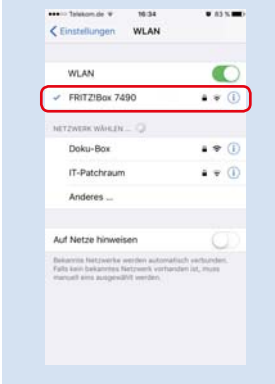 Telekom.de 16:34 83 %
Einstellungen WLAN
WLAN
FRITZ!Box 7490
NETZWERK WÄHLEN ...
Doku-Box
IT-Patchraum
Anderes ...
Auf Netze hinweisen
Bekannte Netzwerke werden automatisch verbunden.
Falls kein bekanntes Netzwerk vorhanden ist, muss
manuell eins ausgewählt werden.